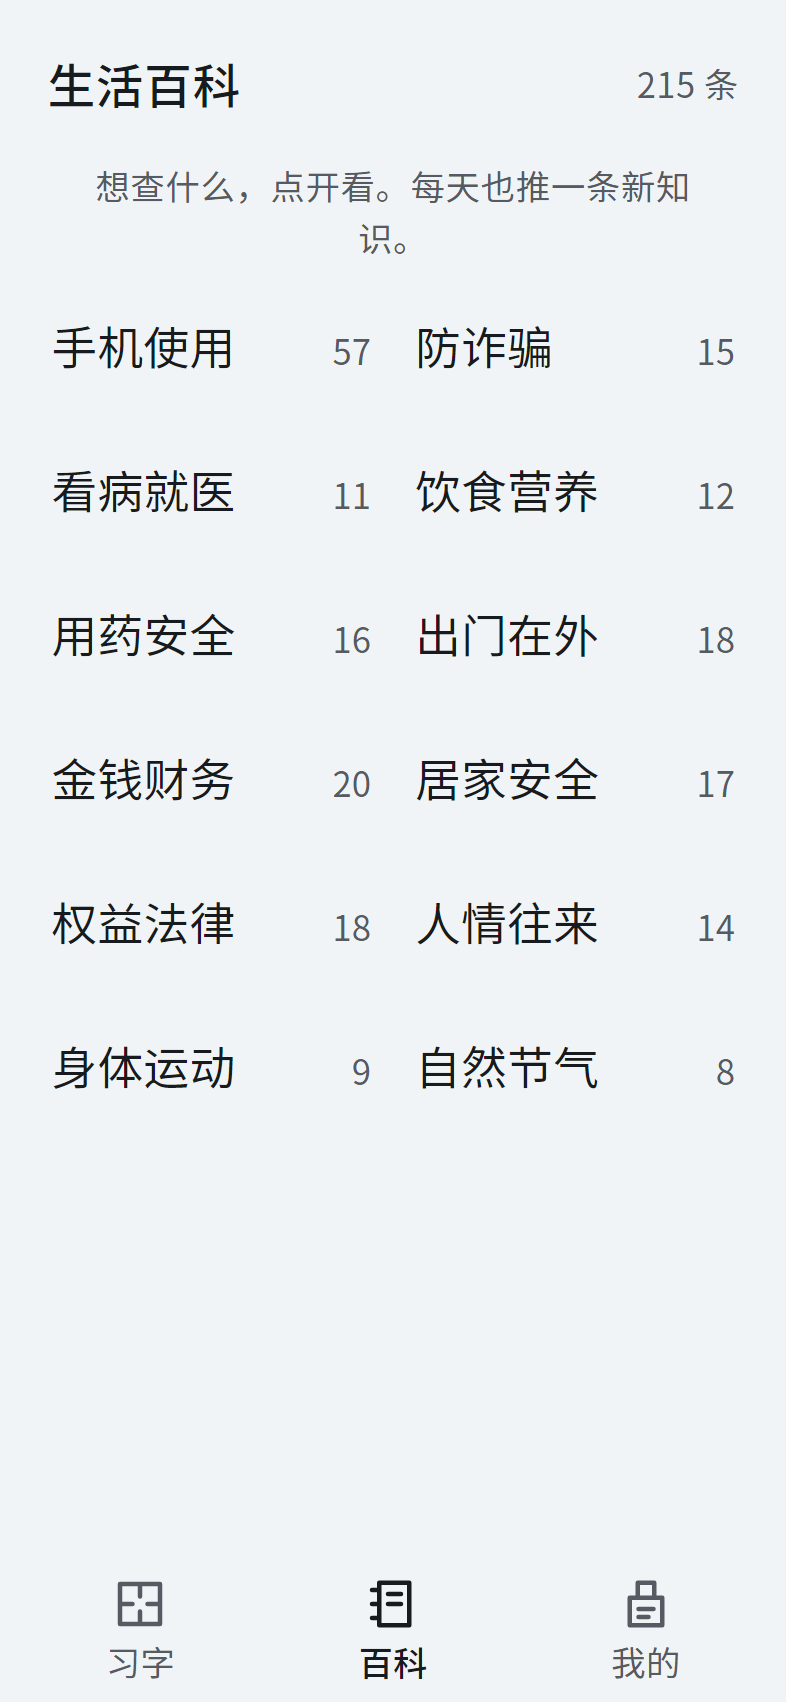 生活百科 215 条
想查什么，点开看。每天也推一条新知
识。
手机使用 57 防诈骗 15
看病就医 11 饮食营养 12
用药安全 16 出门在外 18
金钱财务 20 居家安全 17
权益法律 18 人情往来 14
身体运动 9 自然节气 8
习字 百科 我的